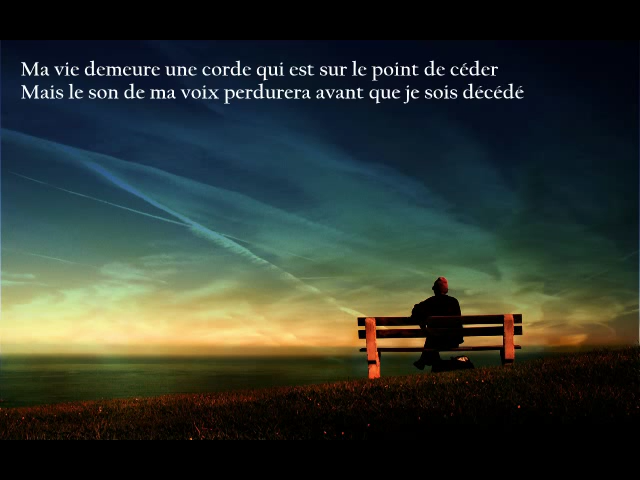 Ma vie demeure une corde qui est sur le point de céder
Mais le son de ma voix perdurera avant que je sois décédé